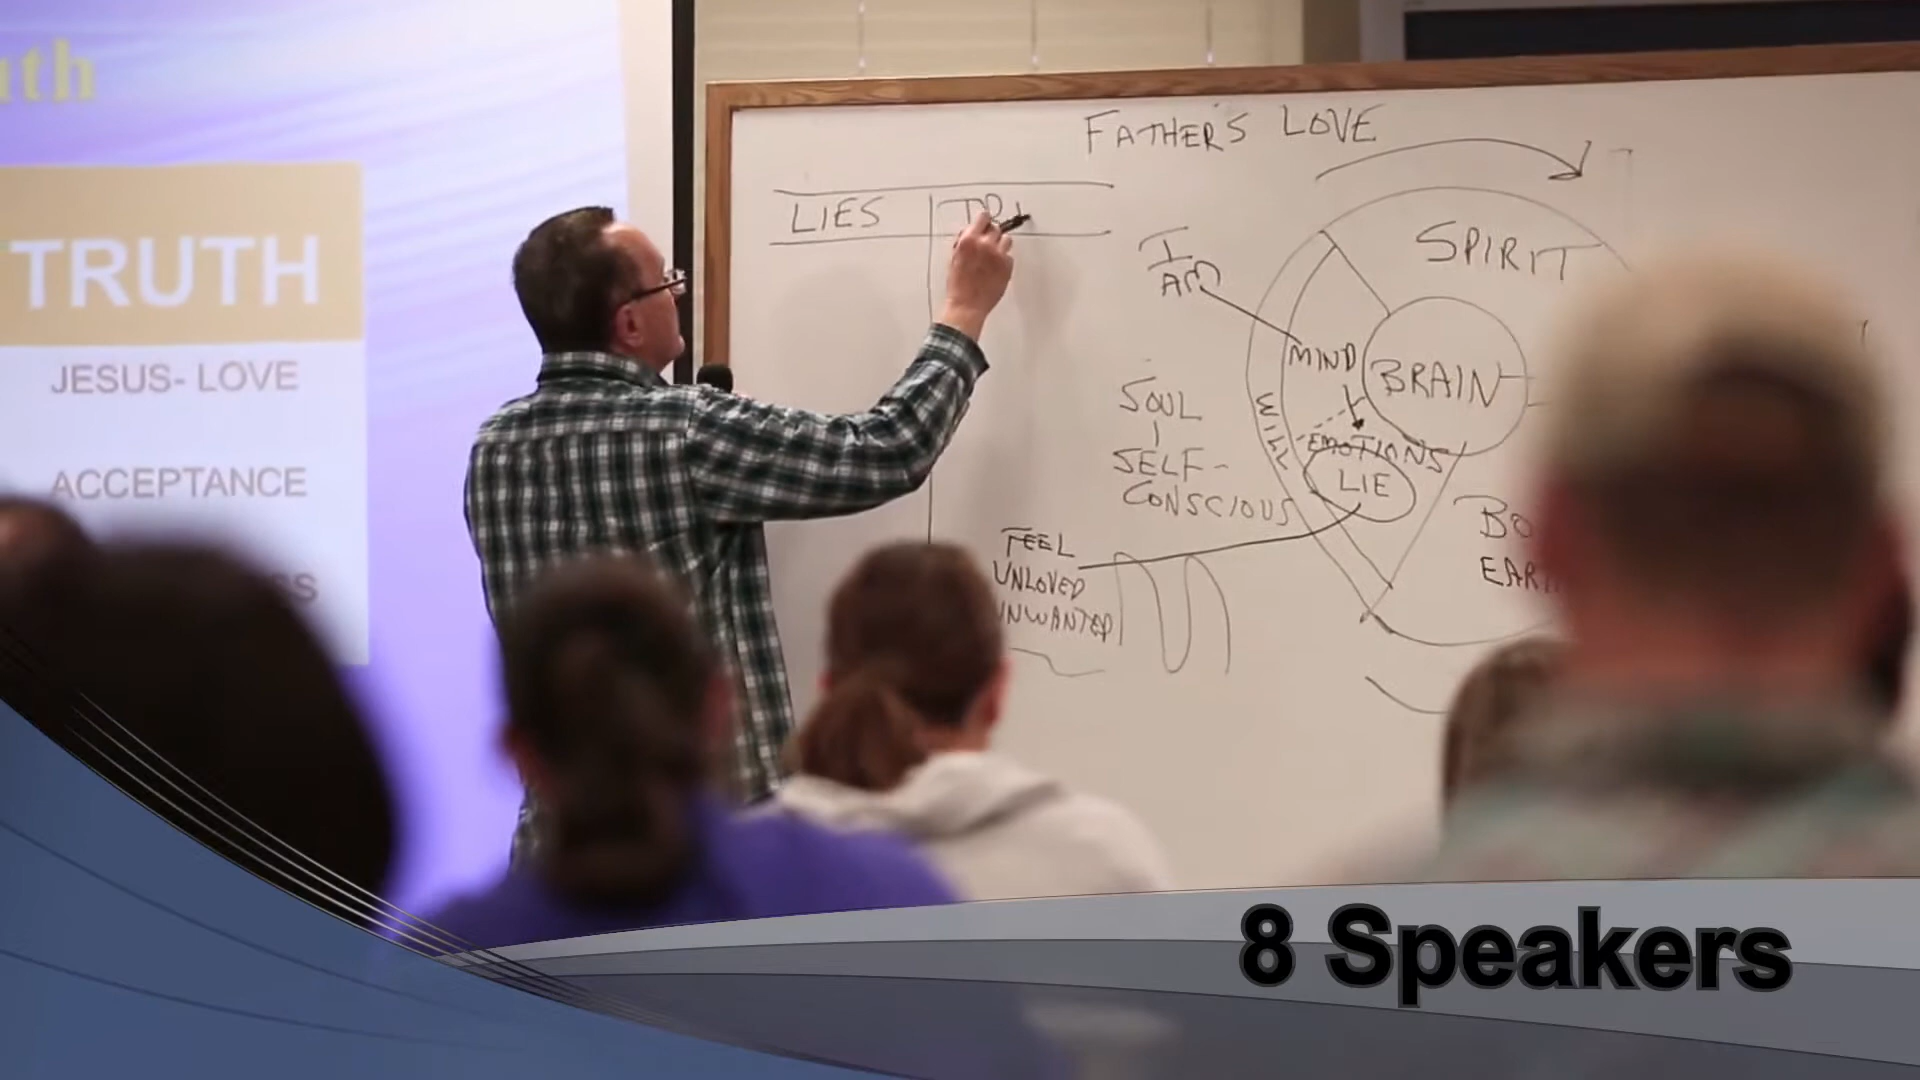 TRUTH
JESUS- LOVE
ACCEPTANCE
FATHER'S LOVE
LIES
I
AM
SPIRIT
MIND
BRAIN
WILL
EMOTIONS
LIE
SOUL
SELF-
CONSCIOUS
FEEL
UNLOVED
UNWANTED
8 Speakers